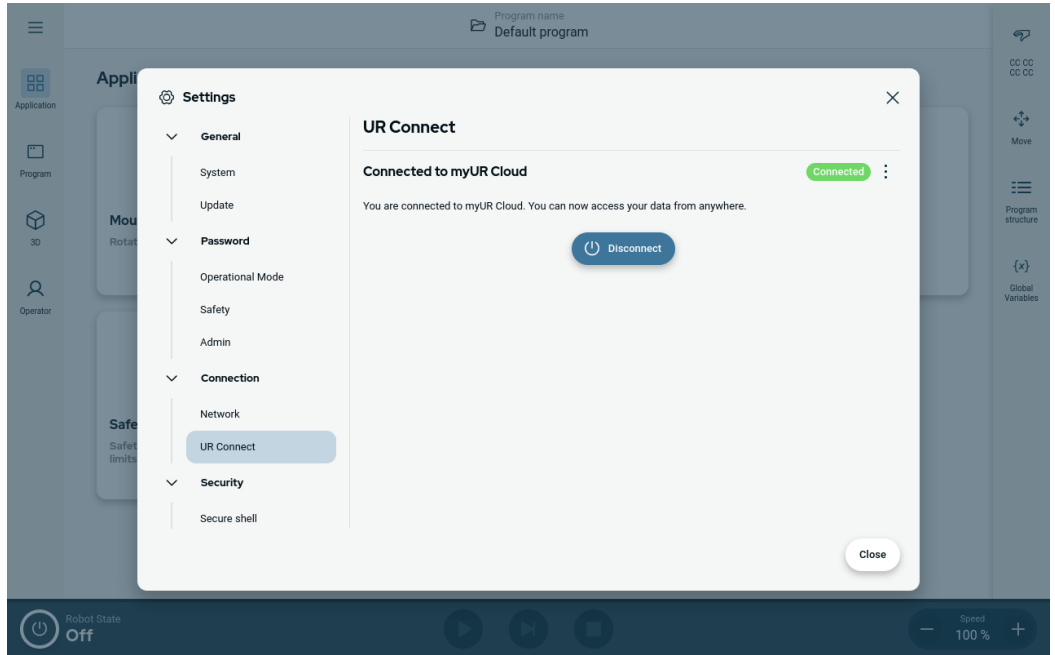 Program name
Default program
Application
Program
3D
Operator
Appli
Mou
Rotat
Safe
Safet
limits
Settings
General
System
Update
Password
Operational Mode
Safety
Admin
Connection
Network
UR Connect
Security
Secure shell
UR Connect
Connected to myUR Cloud
Connected
You are connected to myUR Cloud. You can now access your data from anywhere.
Disconnect
Close
CC CC
CC CC
Move
Program
structure
{x}
Global
Variables
Robot State
Off
Speed
100 %